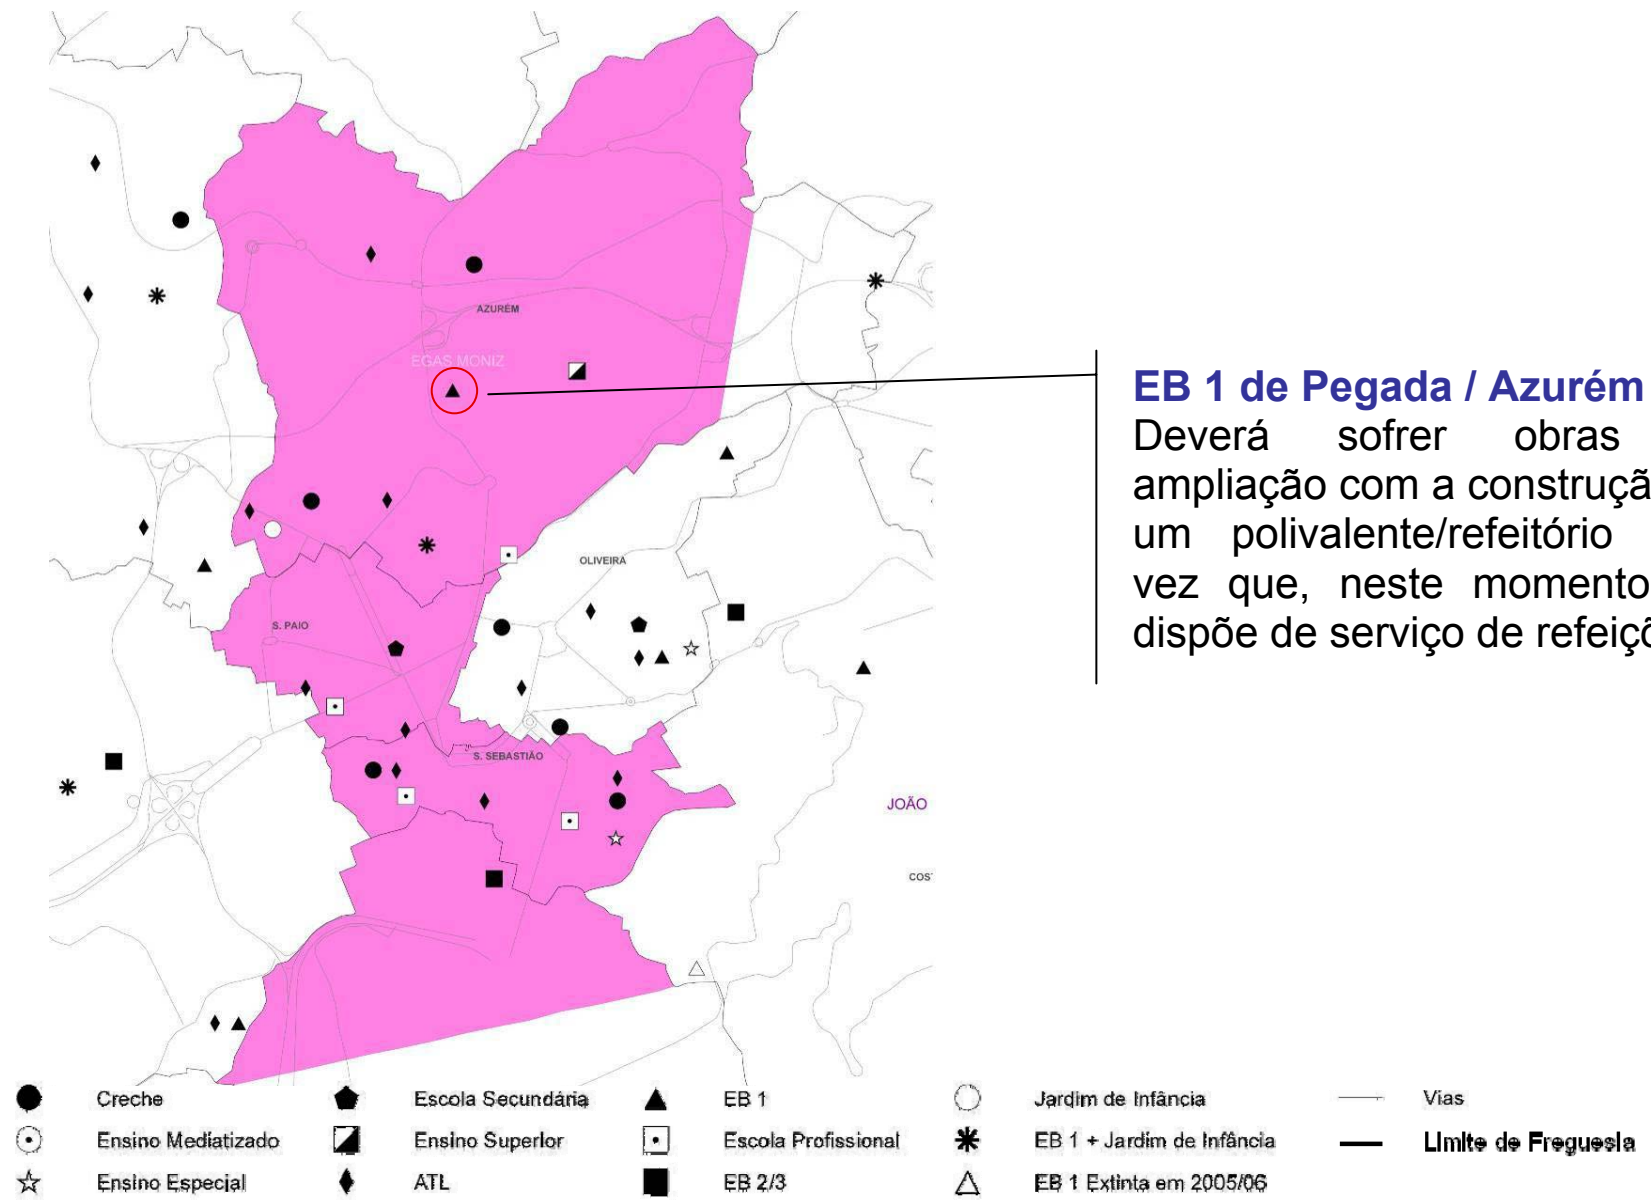 AZURÉM
EGAS MONIZ
EB 1 de Pegada / Azurém
Deverá sofrer obras
ampliação com a construçã
um polivalente/refeitório
vez que, neste momento
dispõe de serviço de refeiçõ
OLIVEIRA
S. PAIO
S. SEBASTIÃO
JOÃO
COS
Creche
Escola Secundária
EB 1
Jardim de Infância
Vias
Ensino Mediatizado
Ensino Superior
Escola Profissional
EB 1 + Jardim de Infância
Limite de Freguesia
Ensino Especial
ATL
EB 2/3
EB 1 Extinta em 2005/06